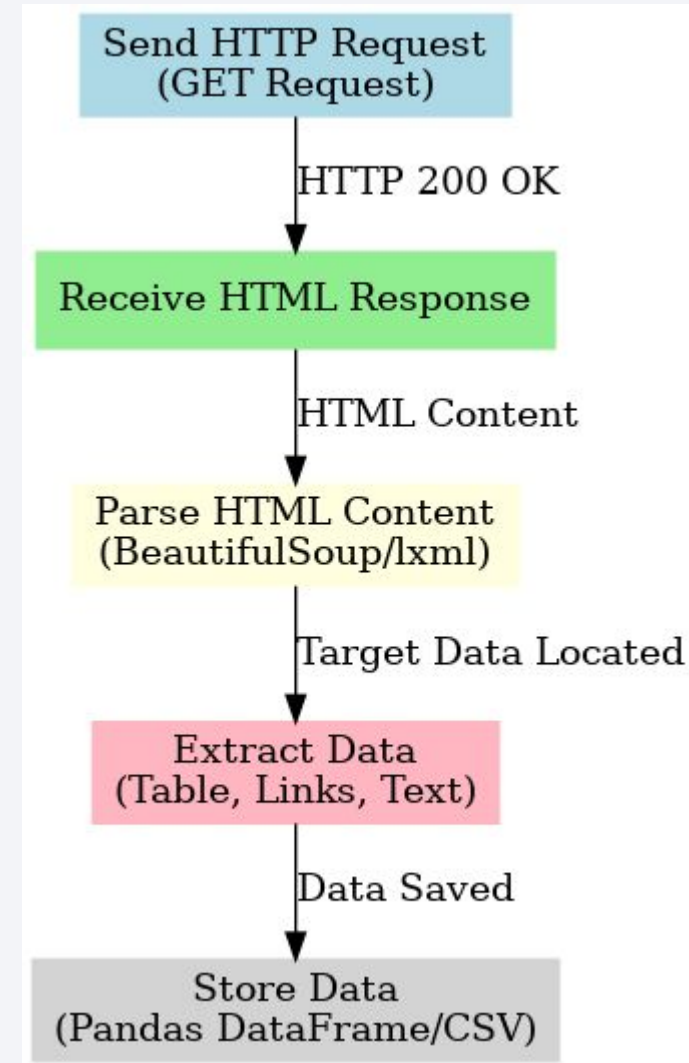 Send HTTP Request
(GET Request)
HTTP 200 OK
Receive HTML Response
HTML Content
Parse HTML Content
(BeautifulSoup/lxml)
Target Data Located
Extract Data
(Table, Links, Text)
Data Saved
Store Data
(Pandas DataFrame/CSV)